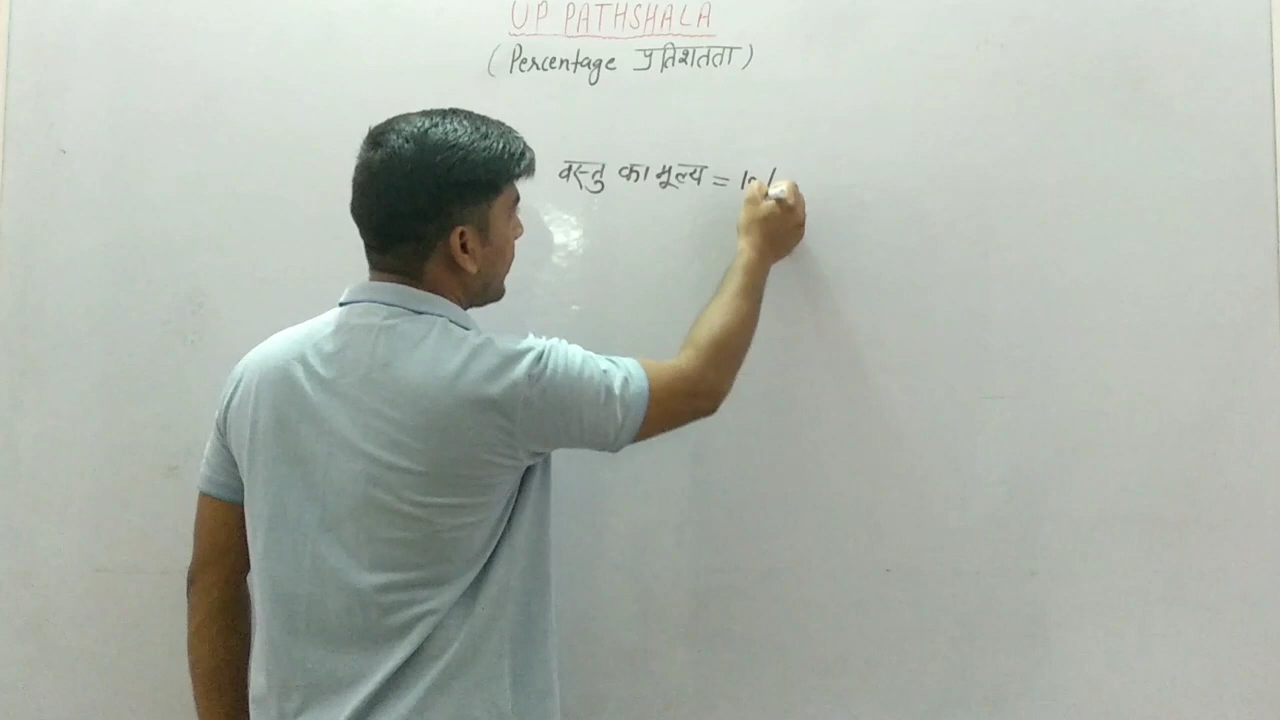 UP PATHSHALA
(Percentage प्रतिशतता)
वस्तु का मूल्य =